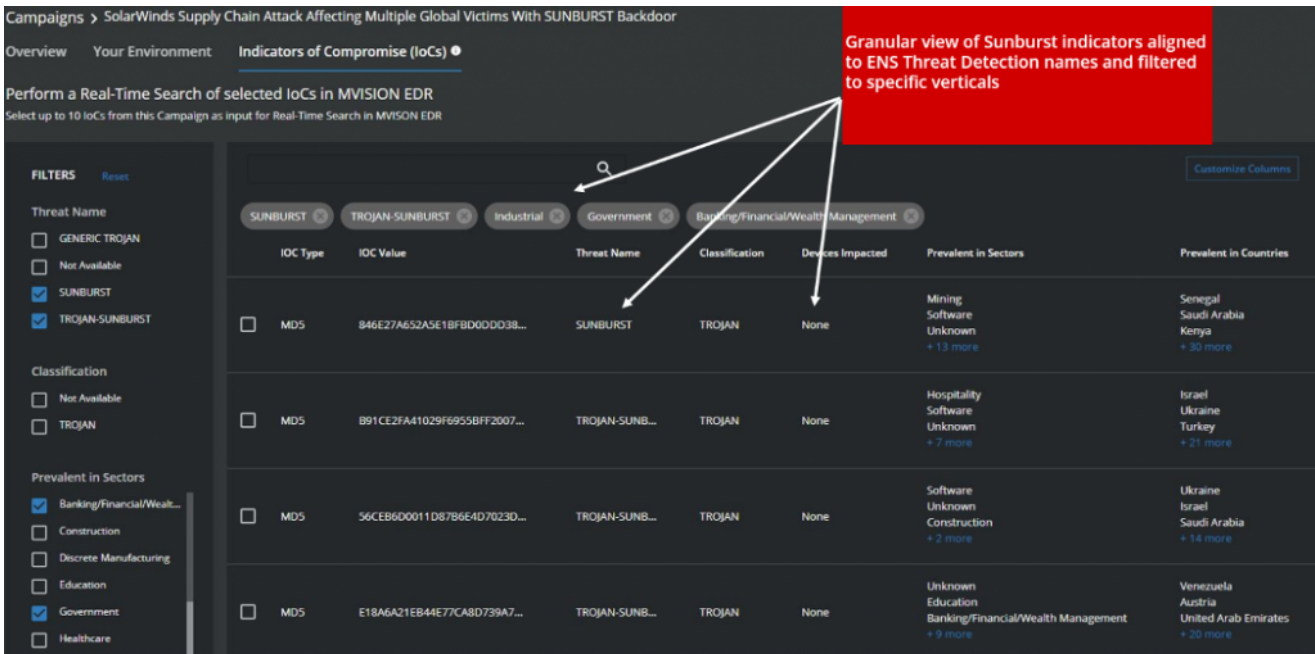 Campaigns > SolarWinds Supply Chain Attack Affecting Multiple Global Victims With SUNBURST Backdoor
Overview Your Environment Indicators of Compromise (IoCs)
Granular view of Sunburst indicators aligned
to ENS Threat Detection names and filtered
to specific verticals
Perform a Real-Time Search of selected IoCs in MVISION EDR
Select up to 10 IoCs from this Campaign as input for Real-Time Search in MVISON EDR
FILTERS Reset
Customize Columns
Threat Name
GENERIC TROJAN
Not Available
SUNBURST
TROJAN-SUNBURST
Classification
Not Available
TROJAN
Prevalent in Sectors
Banking/Financial/Wealt...
Construction
Discrete Manufacturing
Education
Government
Healthcare
SUNBURST TROJAN-SUNBURST Industrial Government Banking/Financial/Wealth Management
IOC Type IOC Value Threat Name Classification Devices Impacted Prevalent in Sectors Prevalent in Countries
MD5 846E27A652A5E1BFBD0DDD38... SUNBURST TROJAN None
Mining
Software
Unknown
+ 13 more
Senegal
Saudi Arabia
Kenya
+ 30 more
MD5 B91CE2FA41029F6955BFF2007... TROJAN-SUNB... TROJAN None
Hospitality
Software
Unknown
+ 7 more
Israel
Ukraine
Turkey
+ 21 more
MD5 56CEB6D0011D87B6E4D7023D... TROJAN-SUNB... TROJAN None
Software
Unknown
Construction
+ 2 more
Ukraine
Israel
Saudi Arabia
+ 14 more
MD5 E18A6A21EB44E77CA8D739A7... TROJAN-SUNB... TROJAN None
Unknown
Education
Banking/Financial/Wealth Management
+ 9 more
Venezuela
Austria
United Arab Emirates
+ 20 more